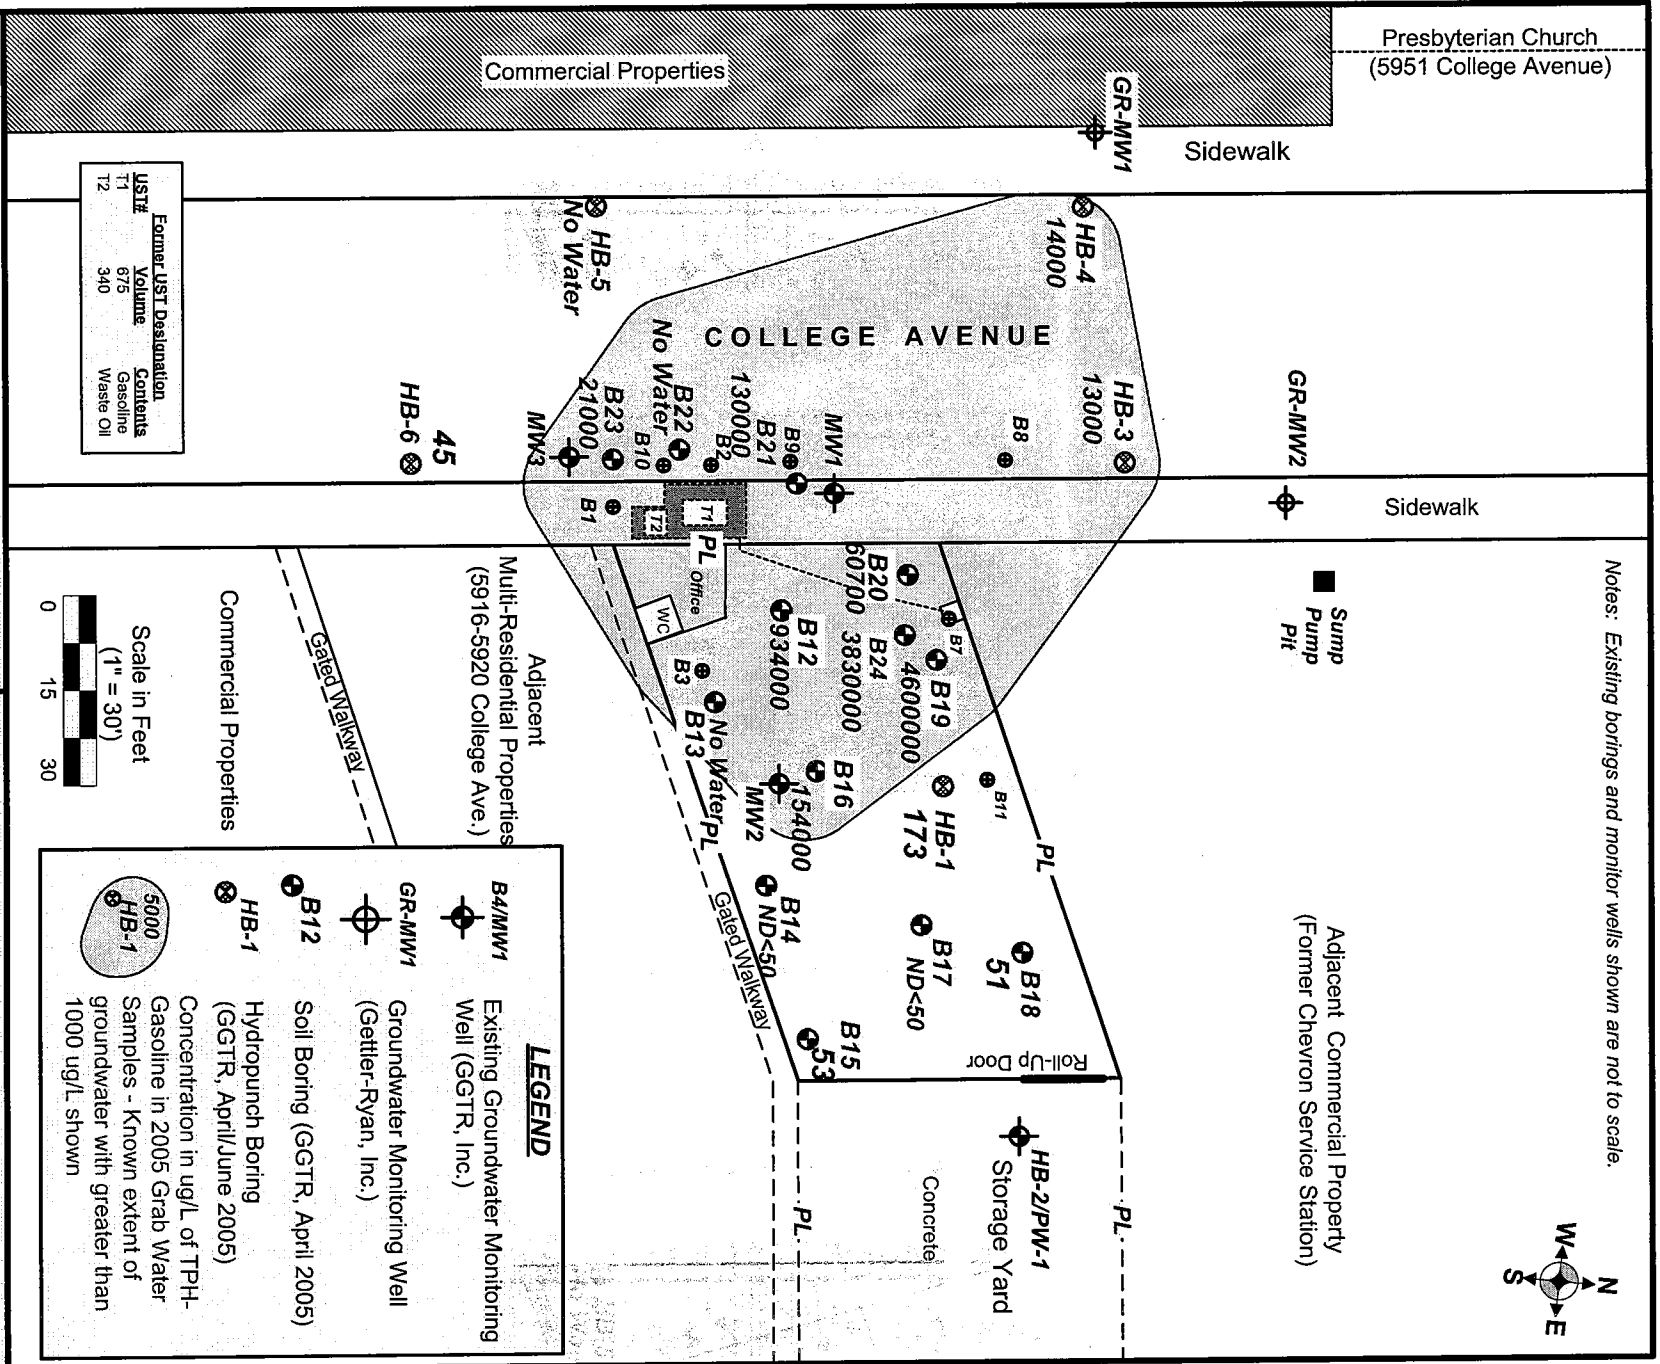 Commercial Properties
Presbyterian Church
(5951 College Avenue)
GR-MW1
Sidewalk
Former UST Designation
UST# Volume Contents
T1 675 Gasoline
T2 340 Waste Oil
HB-5
No Water
HB-4
14000
COLLEGE AVENUE
HB-3
13000
GR-MW2
No Water
B22
130000
B21
B9
MW1
B8
21000
B23
B10
B2
MW3
45
HB-6
Sidewalk
B1
T2
T1
PL
Office
WC
B3
No Water
B13
B12
934000
60700
B20
B7
B24
3830000
B19
4600000
B16
154000
MW2
B11
HB-1
173
PL
PL
B14
ND<50
B17
ND<50
B18
51
B15
53
Roll-Up Door
HB-2/PW-1
Storage Yard
Concrete
PL
PL
Gated Walkway
Gated Walkway
Adjacent
Multi-Residential Properties
(5916-5920 College Ave.)
Commercial Properties
Scale in Feet
(1" = 30')
0 15 30
Notes: Existing borings and monitor wells shown are not to scale.
Sump
Pump
Pit
Adjacent Commercial Property
(Former Chevron Service Station)
N
W
E
S
LEGEND
B4/MW1
Existing Groundwater Monitoring
Well (GGTR, Inc.)
GR-MW1
Groundwater Monitoring Well
(Gettler-Ryan, Inc.)
B12
Soil Boring (GGTR, April 2005)
HB-1
Hydropunch Boring
(GGTR, April/June 2005)
5000
HB-1
Concentration in ug/L of TPH-
Gasoline in 2005 Grab Water
Samples - Known extent of
groundwater with greater than
1000 ug/L shown